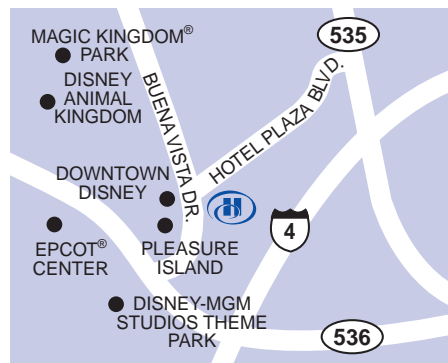 MAGIC KINGDOM®
PARK
DISNEY
ANIMAL
KINGDOM
BUENA VISTA DR.
HOTEL PLAZA BLVD.
535
DOWNTOWN
DISNEY
H
4
EPCOT®
CENTER
PLEASURE
ISLAND
DISNEY-MGM
STUDIOS THEME
PARK
536